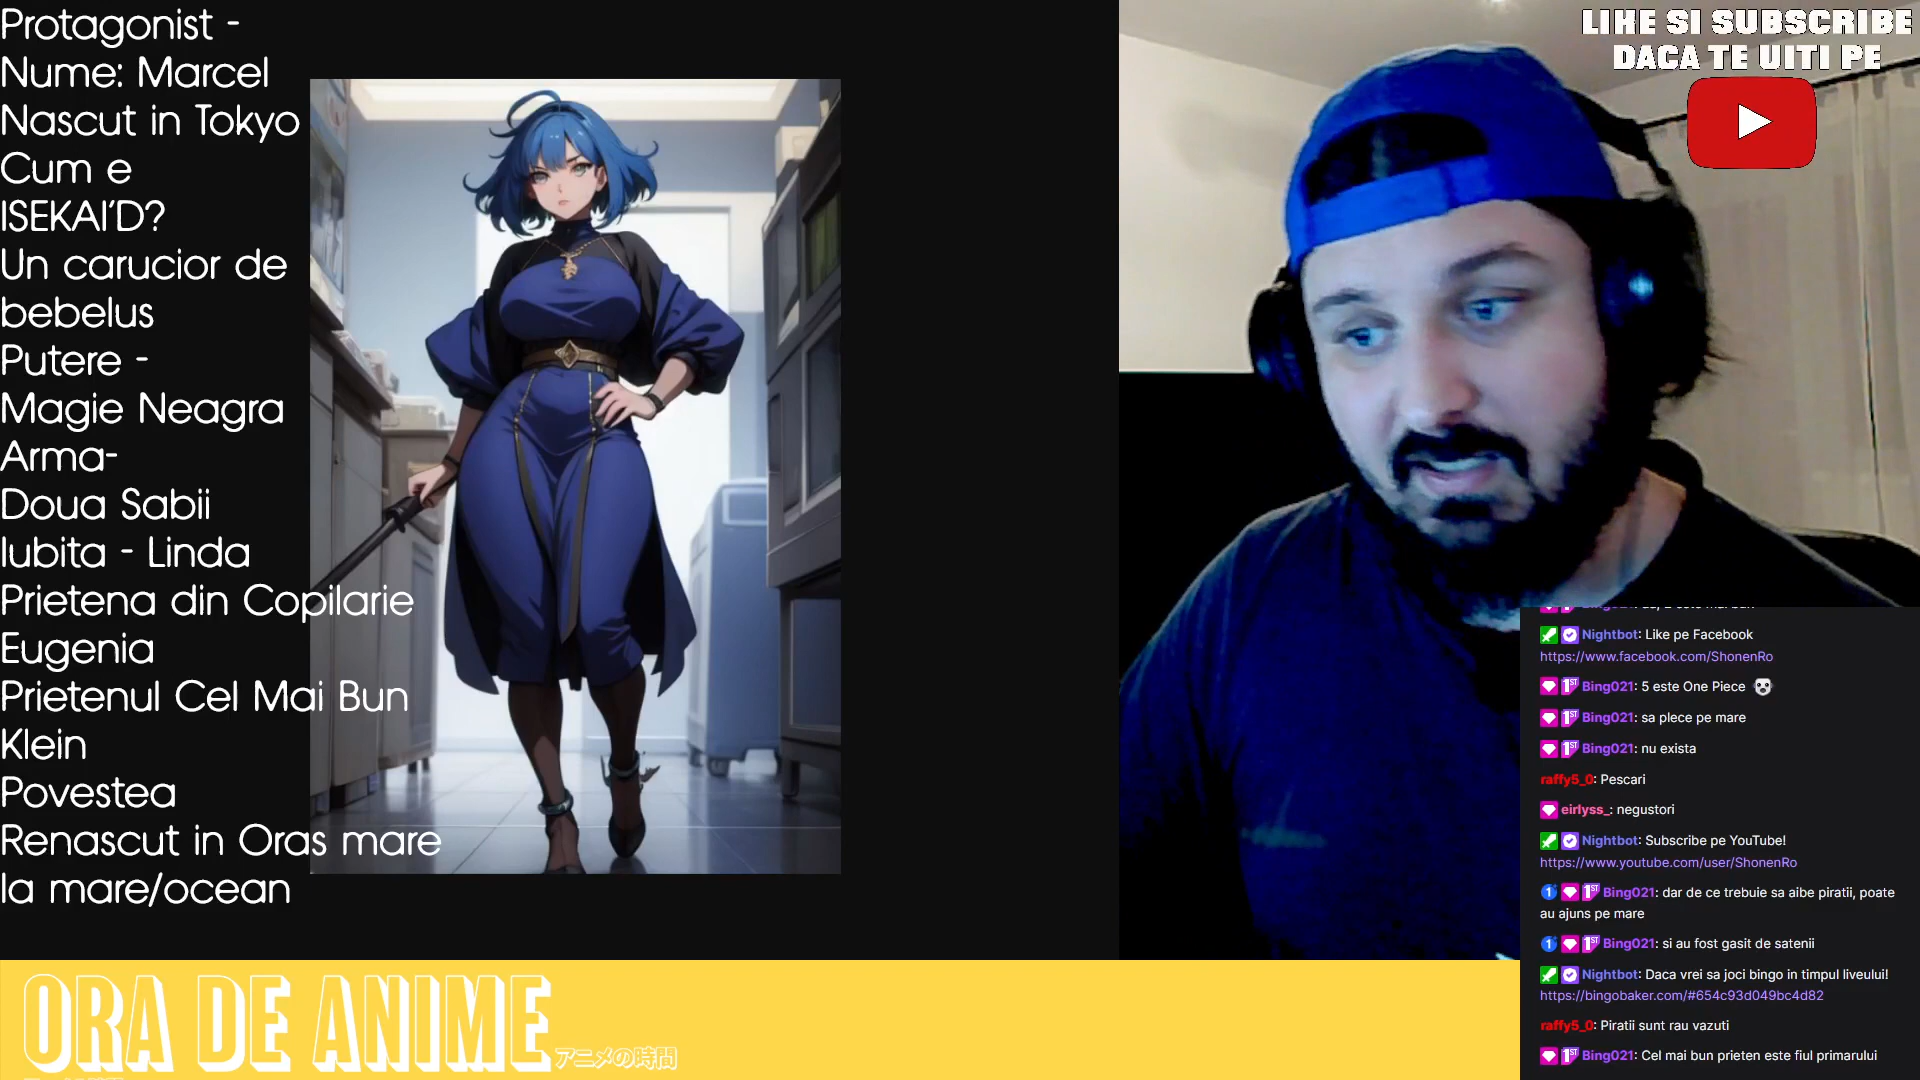 Protagonist -
Nume: Marcel
Nascut in Tokyo
Cum e
ISEKAI'D?
Un carucior de
bebelus
Putere -
Magie Neagra
Arma-
Doua Sabii
Iubita - Linda
Prietena din Copilarie
Eugenia
Prietenul Cel Mai Bun
Klein
Povestea
Renascut in Oras mare
la mare/ocean
LIKE SI SUBSCRIBE
DACA TE UITI PE
Nightbot: Like pe Facebook
https://www.facebook.com/ShonenRo
Bing021: 5 este One Piece
Bing021: sa plece pe mare
Bing021: nu exista
raffy5_0: Pescari
eirlyss_: negustori
Nightbot: Subscribe pe YouTube!
https://www.youtube.com/user/ShonenRo
Bing021: dar de ce trebuie sa aibe piratii, poate
au ajuns pe mare
Bing021: si au fost gasit de satenii
Nightbot: Daca vrei sa joci bingo in timpul liveului!
https://bingobaker.com/#654c93d049bc4d82
raffy5_0: Piratii sunt rau vazuti
Bing021: Cel mai bun prieten este fiul primarului
ORA DE ANIME
アニメの時間